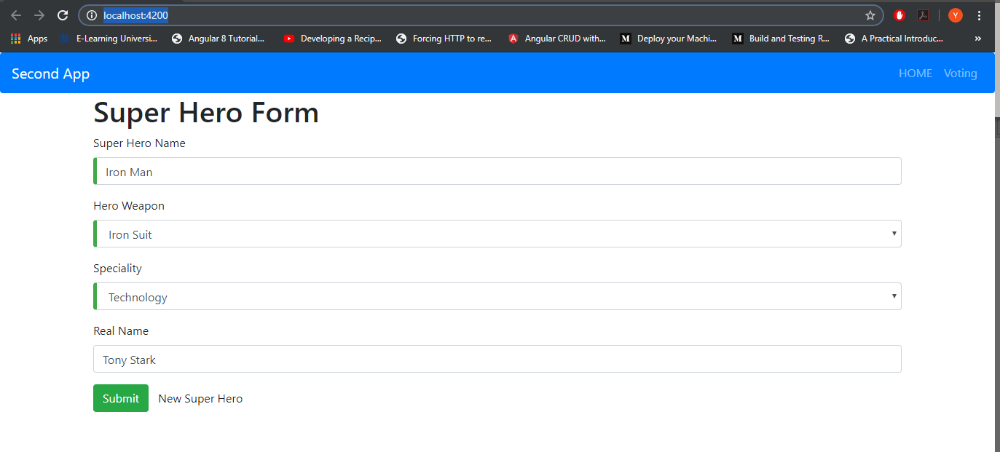 localhost:4200
Apps E-Learning Universi... Angular 8 Tutorial... Developing a Recip... Forcing HTTP to re... Angular CRUD with... M Deploy your Machi... M Build and Testing R... A Practical Introduc... »
Second App HOME Voting
Super Hero Form
Super Hero Name
Iron Man
Hero Weapon
Iron Suit
Speciality
Technology
Real Name
Tony Stark
Submit New Super Hero